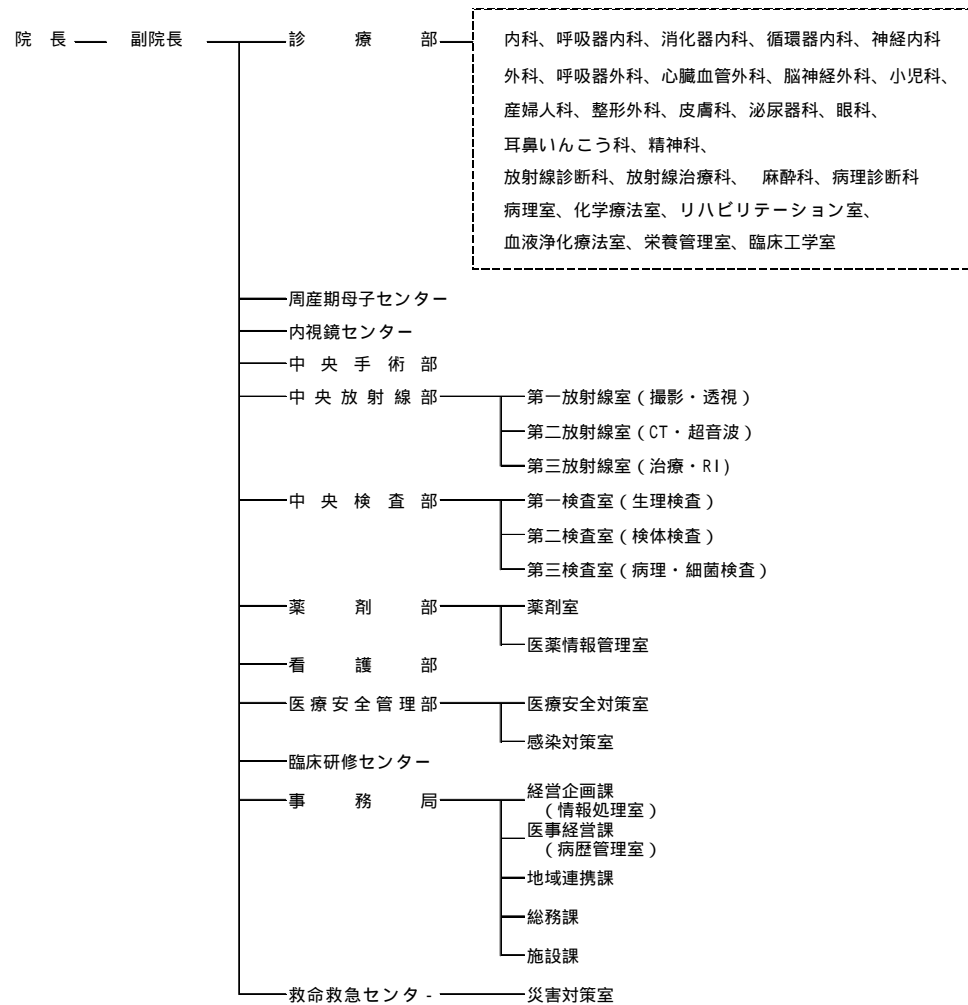 院 長 副院長 診 療 部 内科、呼吸器内科、消化器内科、循環器内科、神経内科
外科、呼吸器外科、心臓血管外科、脳神経外科、小児科、
産婦人科、整形外科、皮膚科、泌尿器科、眼科、
耳鼻いんこう科、精神科、
放射線診断科、放射線治療科、 麻酔科、病理診断科
病理室、化学療法室、リハビリテーション室、
血液浄化療法室、栄養管理室、臨床工学室
周産期母子センター
内視鏡センター
中 央 手 術 部
中 央 放 射 線 部 第一放射線室(撮影・透視)
第二放射線室(CT・超音波)
第三放射線室(治療・RI)
中 央 検 査 部 第一検査室(生理検査)
第二検査室(検体検査)
第三検査室(病理・細菌検査)
薬 剤 部 薬剤室
医薬情報管理室
看 護 部
医療安全管理部 医療安全対策室
感染対策室
臨床研修センター
事 務 局 経営企画課
(情報処理室)
医事経営課
(病歴管理室)
地域連携課
総務課
施設課
救命救急センタ- 災害対策室